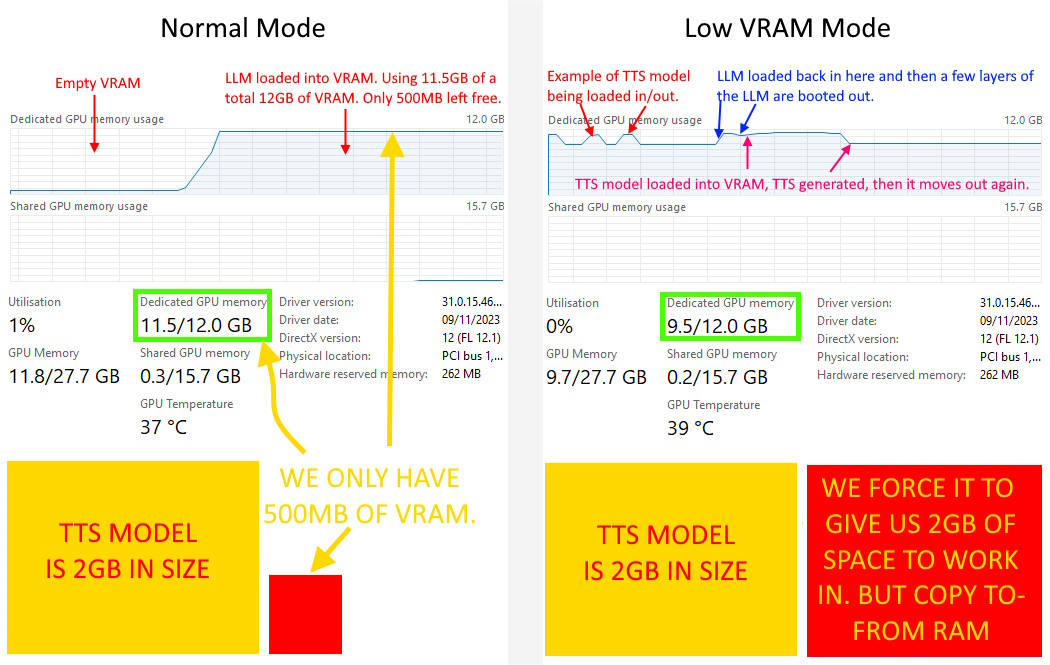 Normal Mode
Empty VRAM
LLM loaded into VRAM. Using 11.5GB of a
total 12GB of VRAM. Only 500MB left free.
Dedicated GPU memory usage
12.0 GB
Shared GPU memory usage
15.7 GB
Utilisation
1%
Dedicated GPU memory
11.5/12.0 GB
GPU Memory
11.8/27.7 GB
Shared GPU memory
0.3/15.7 GB
GPU Temperature
37 °C
Driver version:
31.0.15.46...
Driver date:
09/11/2023
DirectX version:
12 (FL 12.1)
Physical location:
PCI bus 1,...
Hardware reserved memory:
262 MB
WE ONLY HAVE
500MB OF VRAM.
TTS MODEL
IS 2GB IN SIZE
Low VRAM Mode
Example of TTS model
being loaded in/out.
LLM loaded back in here and then a few layers of
the LLM are booted out.
Dedicated GPU memory usage
12.0 GB
TTS model loaded into VRAM, TTS generated, then it moves out again.
Shared GPU memory usage
15.7 GB
Utilisation
0%
Dedicated GPU memory
9.5/12.0 GB
GPU Memory
9.7/27.7 GB
Shared GPU memory
0.2/15.7 GB
GPU Temperature
39 °C
Driver version:
31.0.15.46...
Driver date:
09/11/2023
DirectX version:
12 (FL 12.1)
Physical location:
PCI bus 1,...
Hardware reserved memory:
262 MB
TTS MODEL
IS 2GB IN SIZE
WE FORCE IT TO
GIVE US 2GB OF
SPACE TO WORK
IN. BUT COPY TO-
FROM RAM